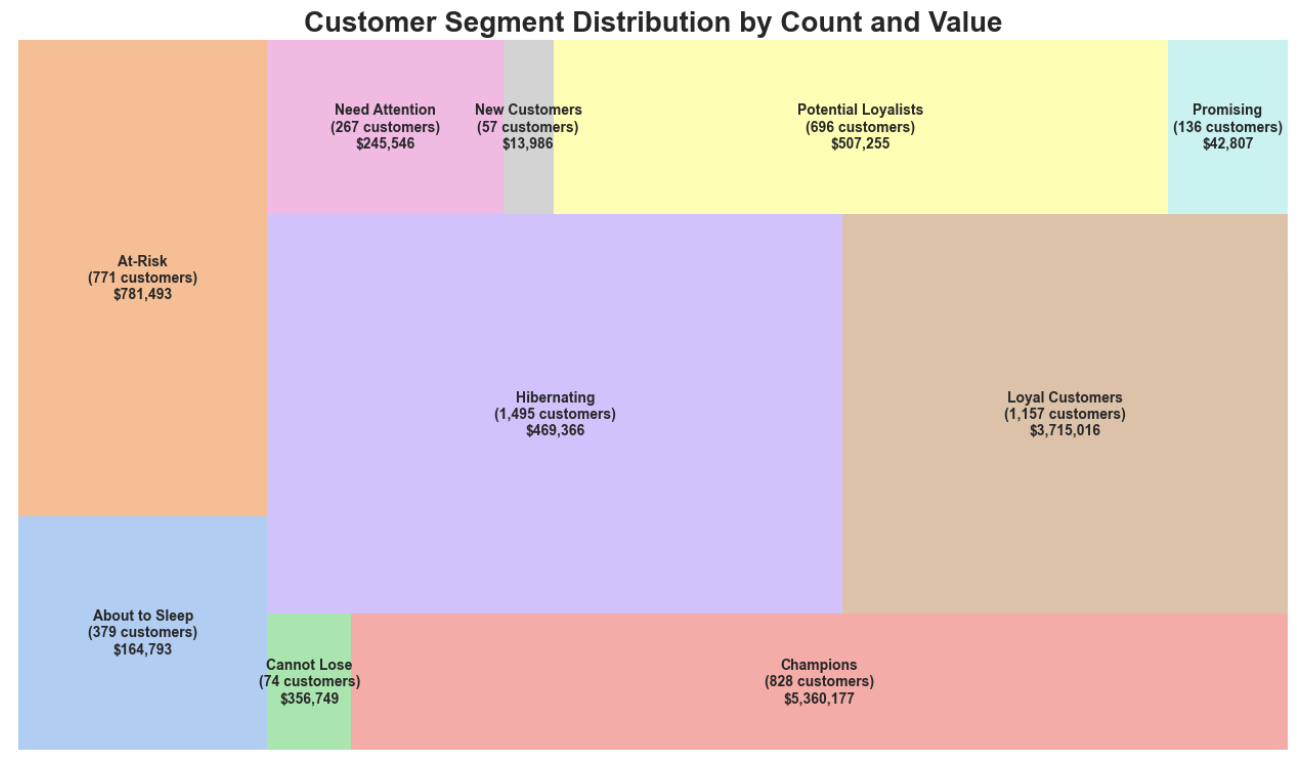 Customer Segment Distribution by Count and Value
Need Attention
(267 customers)
$245,546
New Customers
(57 customers)
$13,986
Potential Loyalists
(696 customers)
$507,255
Promising
(136 customers)
$42,807
At-Risk
(771 customers)
$781,493
Hibernating
(1,495 customers)
$469,366
Loyal Customers
(1,157 customers)
$3,715,016
About to Sleep
(379 customers)
$164,793
Cannot Lose
(74 customers)
$356,749
Champions
(828 customers)
$5,360,177